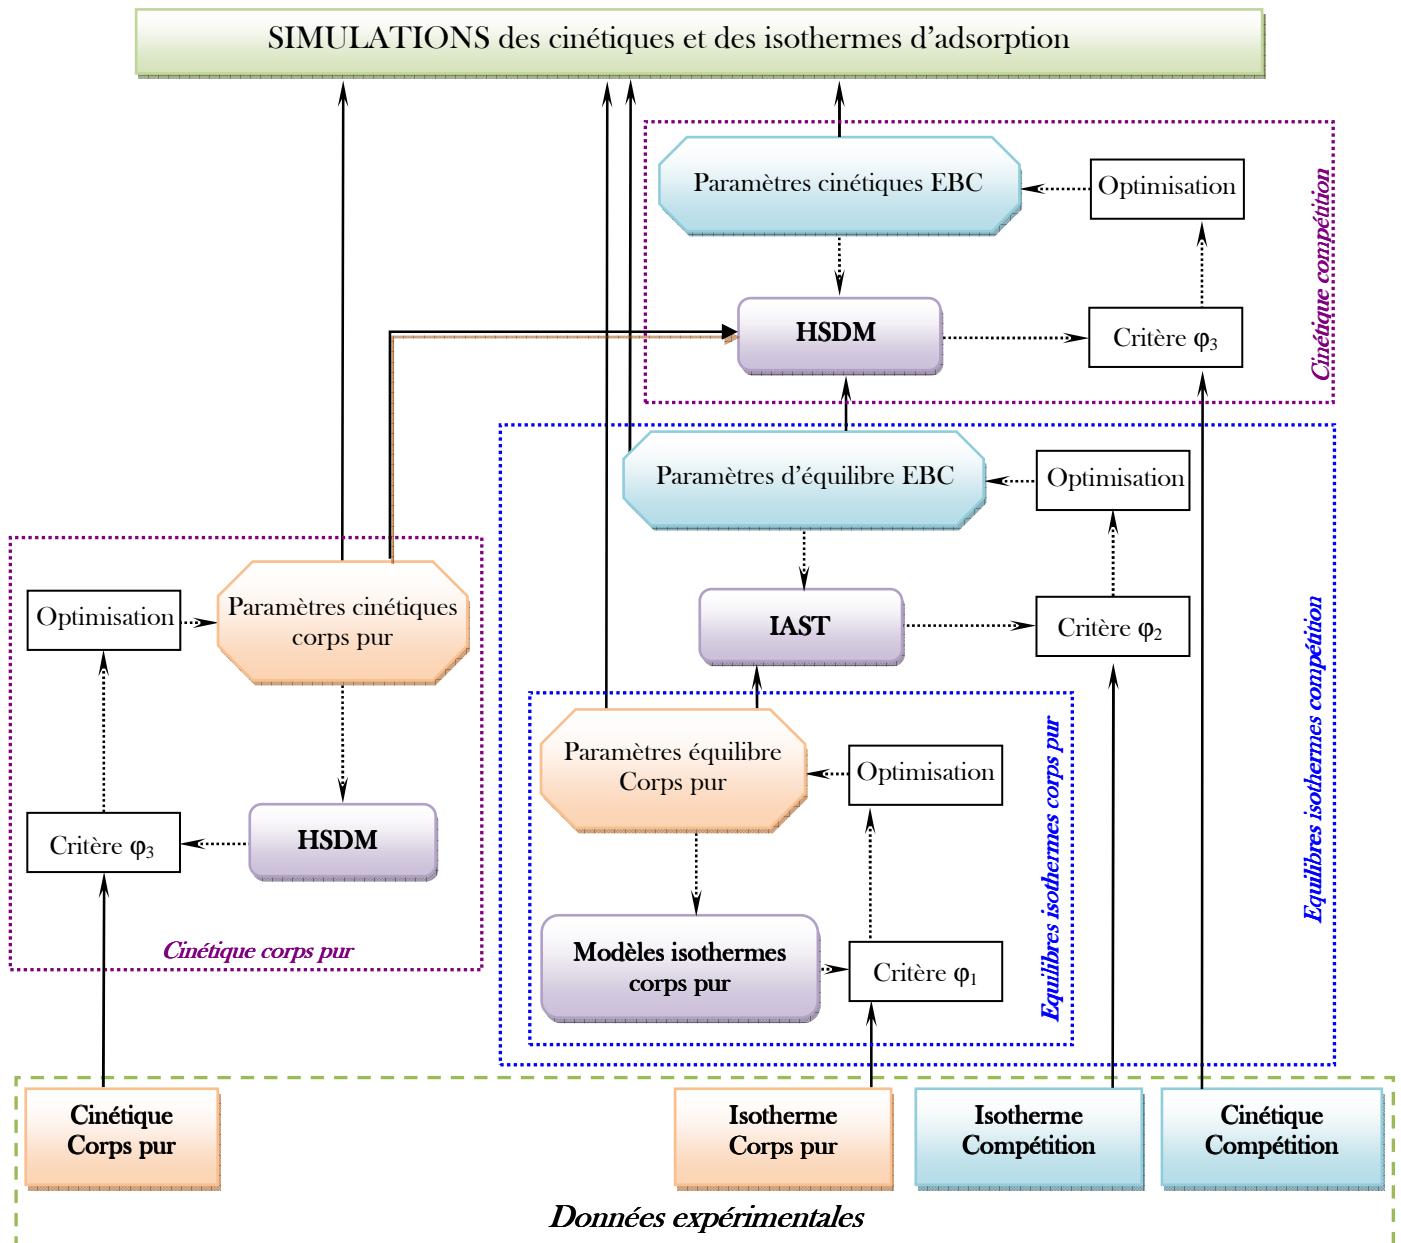 SIMULATIONS des cinétiques et des isothermes d'adsorption
Paramètres cinétiques EBC
Optimisation
HSDM
Critère φ3
Cinétique compétition
Paramètres d'équilibre EBC
Optimisation
IAST
Critère φ2
Equilibres isothermes compétition
Optimisation
Paramètres cinétiques
corps pur
Critère φ3
HSDM
Cinétique corps pur
Paramètres équilibre
Corps pur
Optimisation
Modèles isothermes
corps pur
Critère φ1
Equilibres isothermes corps pur
Cinétique
Corps pur
Isotherme
Corps pur
Isotherme
Compétition
Cinétique
Compétition
Données expérimentales